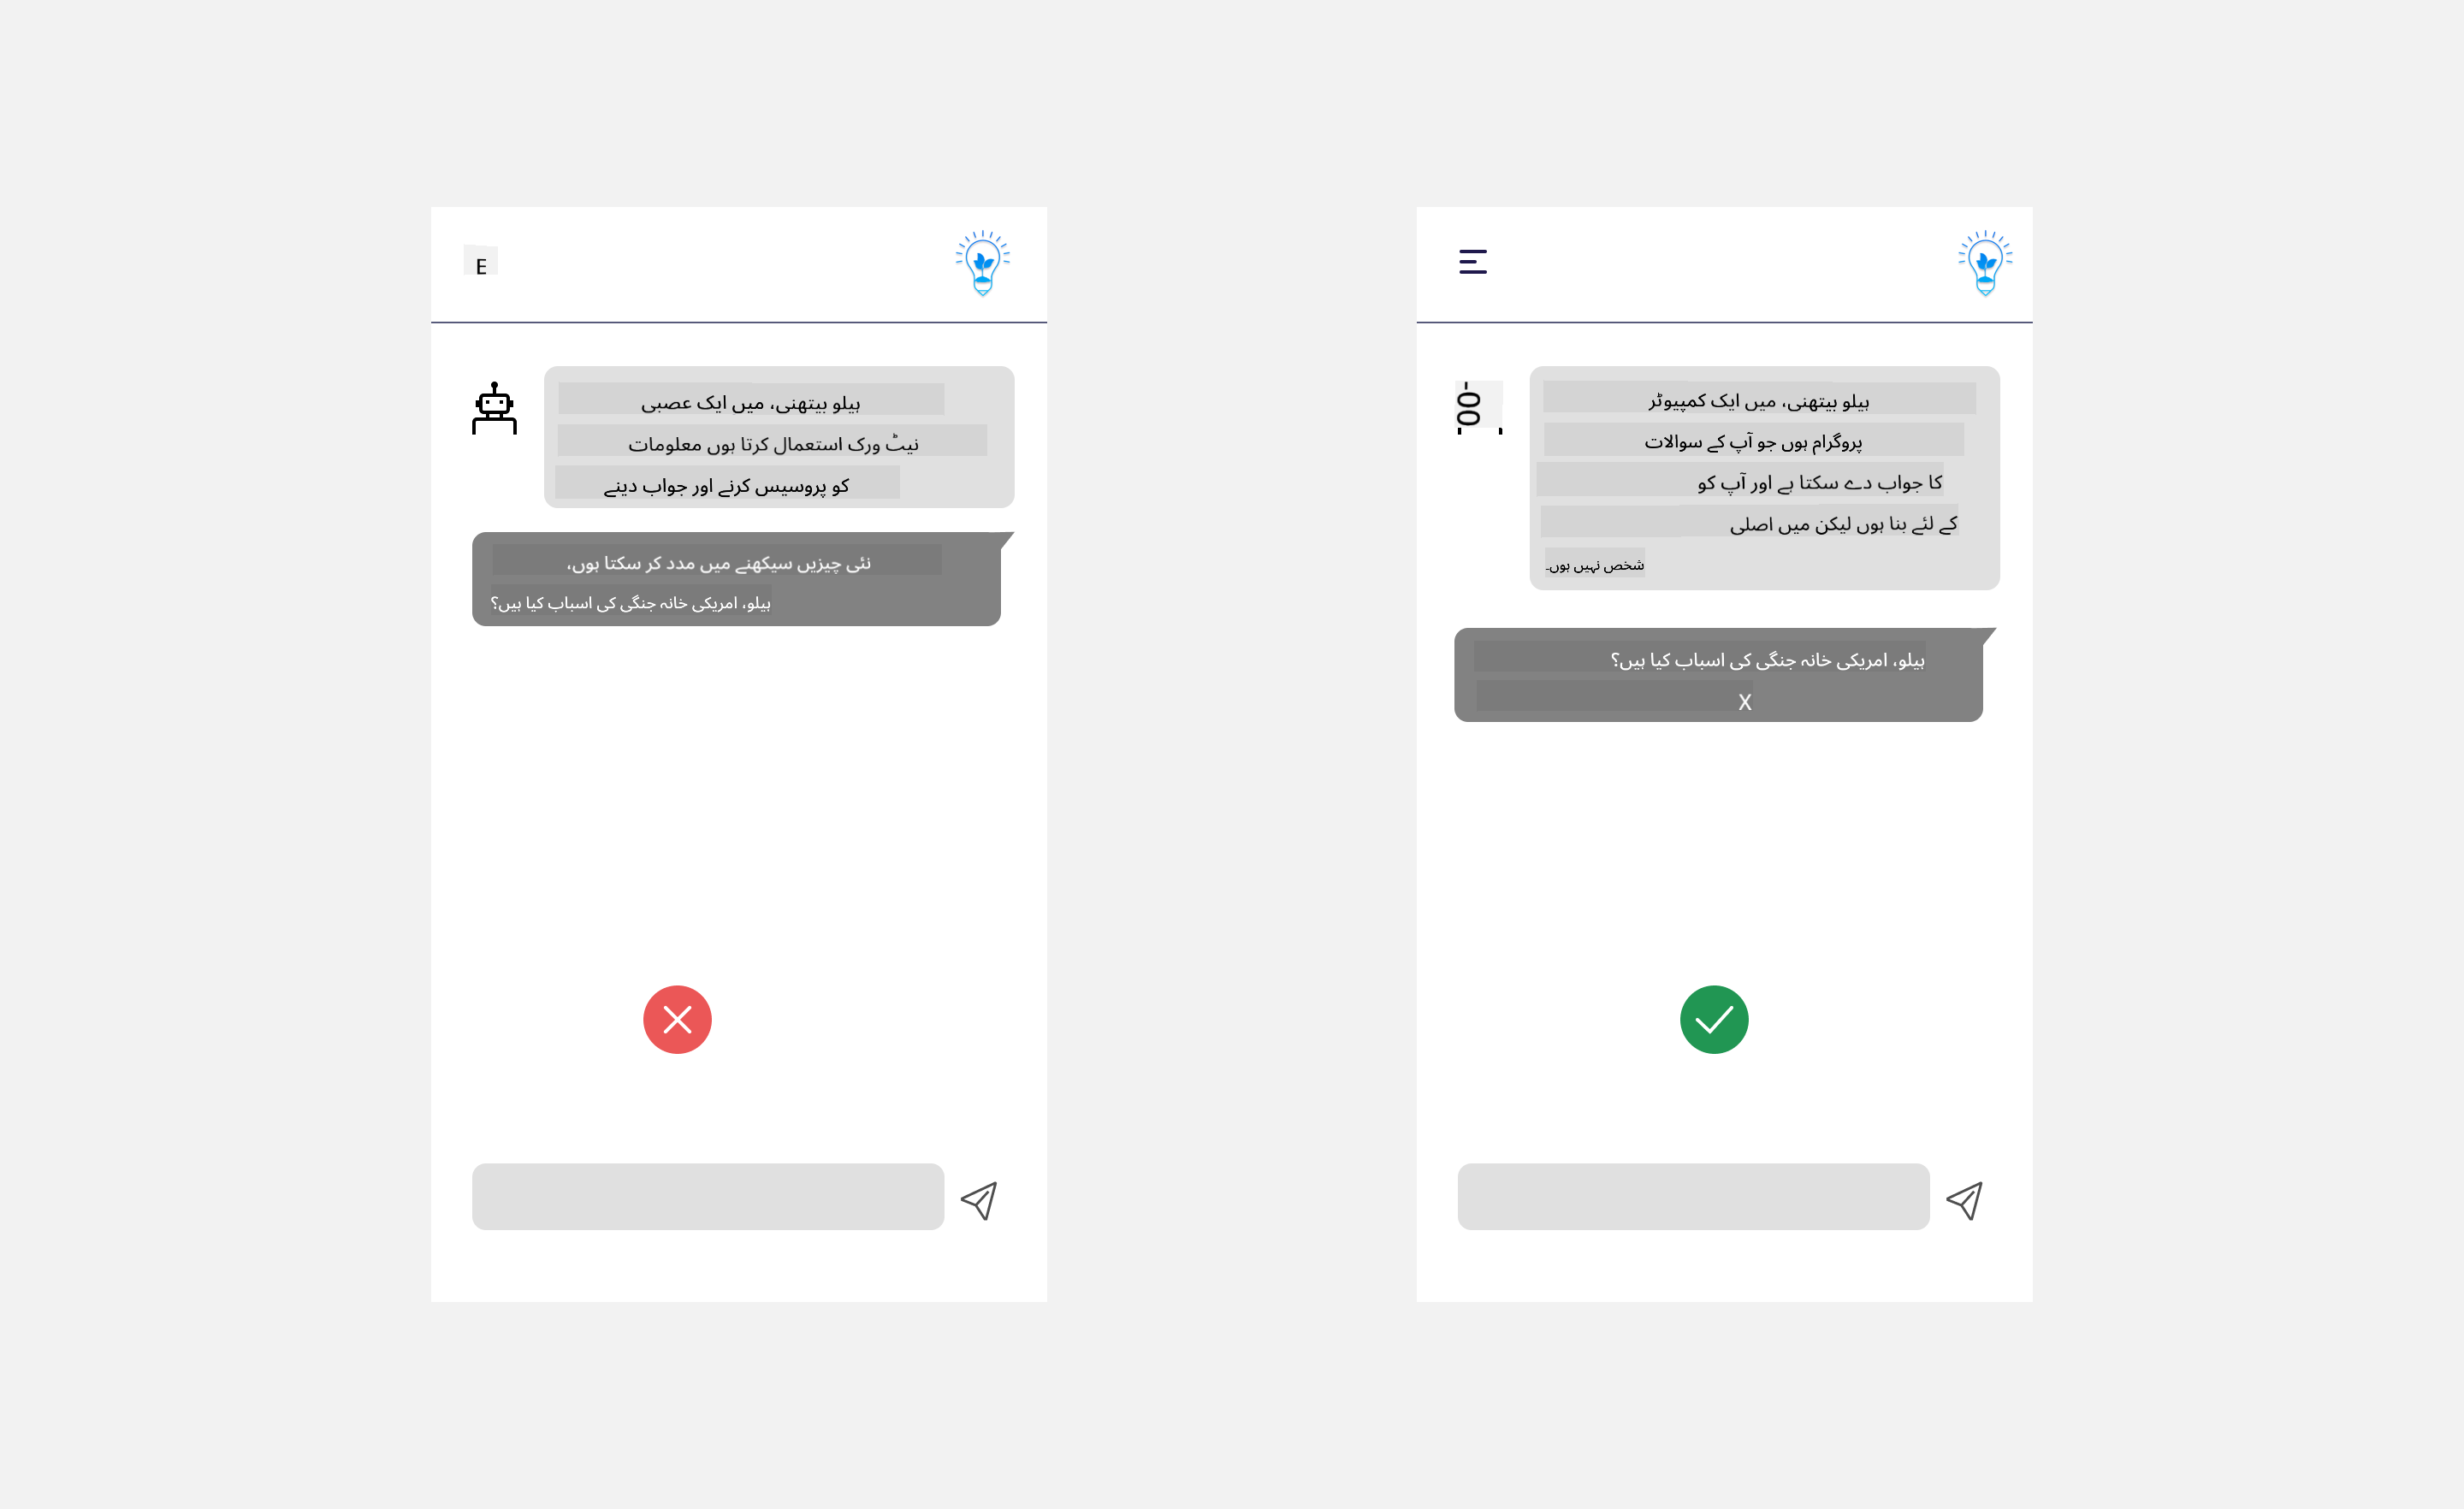 E
ہیلو بیتھنی، میں ایک عصبی
نیٹ ورک استعمال کرتا ہوں معلومات
کو پروسیس کرنے اور جواب دینے
نئی چیزیں سیکھنے میں مدد کر سکتا ہوں،
ہیلو، امریکی خانہ جنگی کی اسباب کیا ہیں؟
-00-
ہیلو بیتھنی، میں ایک کمپیوٹر
پروگرام ہوں جو آپ کے سوالات
کا جواب دے سکتا ہے اور آپ کو
کے لئے بنا ہوں لیکن میں اصلی
شخص نہیں ہوں۔
ہیلو، امریکی خانہ جنگی کی اسباب کیا ہیں؟
X